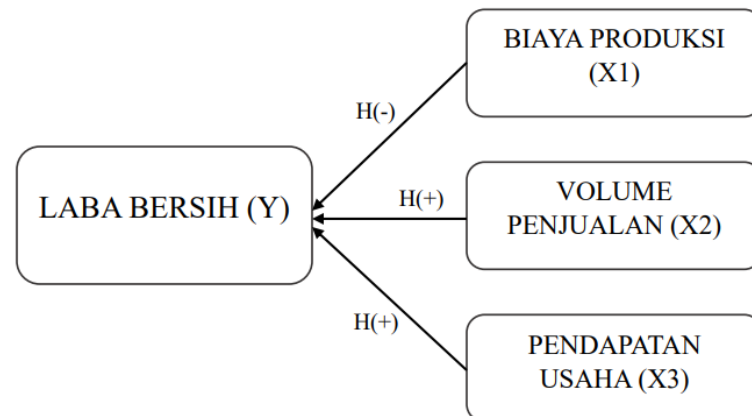 BIAYA PRODUKSI
(X1)
H(-)
LABA BERSIH (Y)
H(+)
VOLUME
PENJUALAN (X2)
H(+)
PENDAPATAN
USAHA (X3)